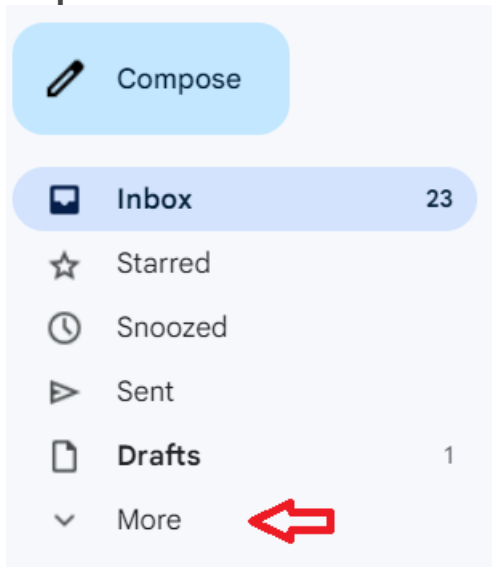 Compose
Inbox 23
Starred
Snoozed
Sent
Drafts 1
More